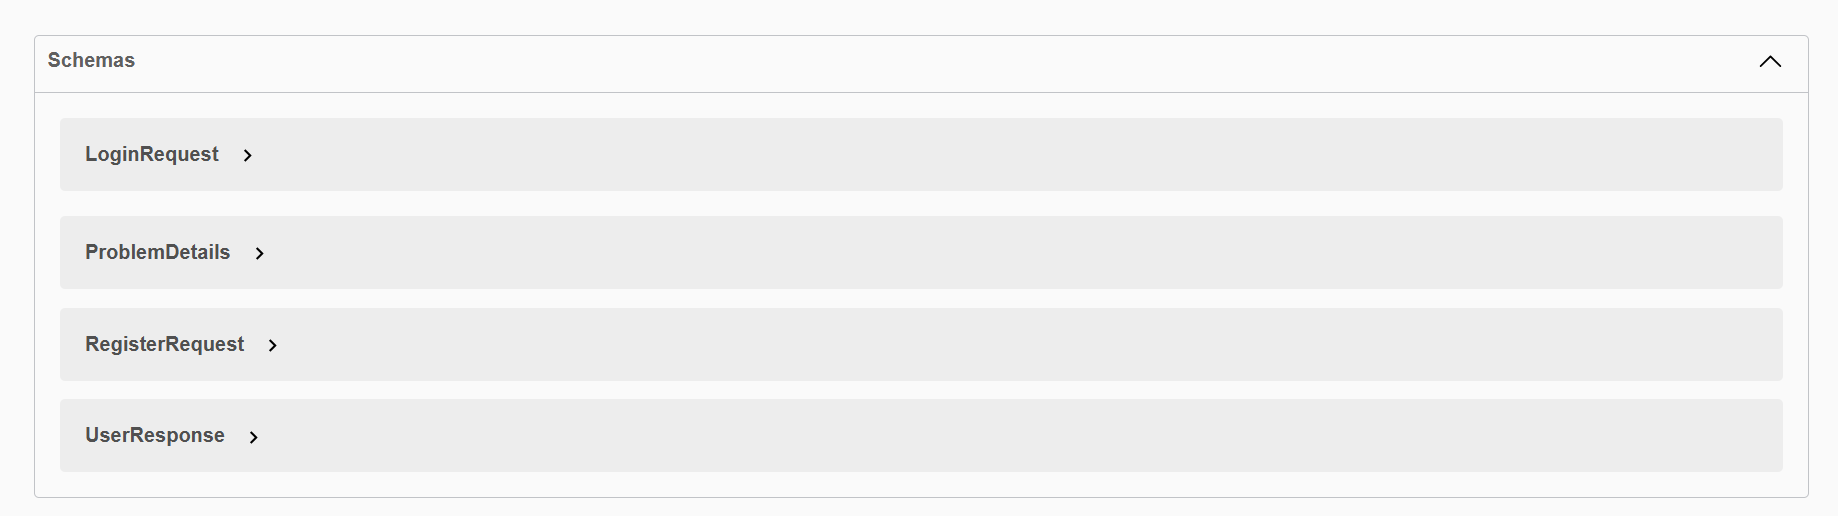 Schemas
LoginRequest
ProblemDetails
RegisterRequest
UserResponse